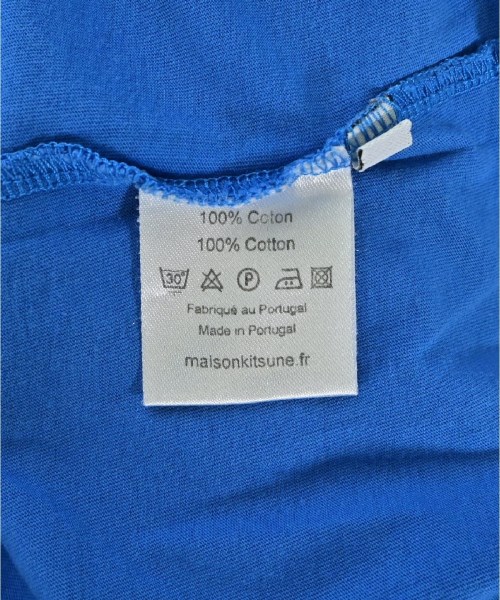 100% Coton
100% Cotton
30° P
Fabriqué au Portugal
Made in Portugal
maisonkitsune.fr